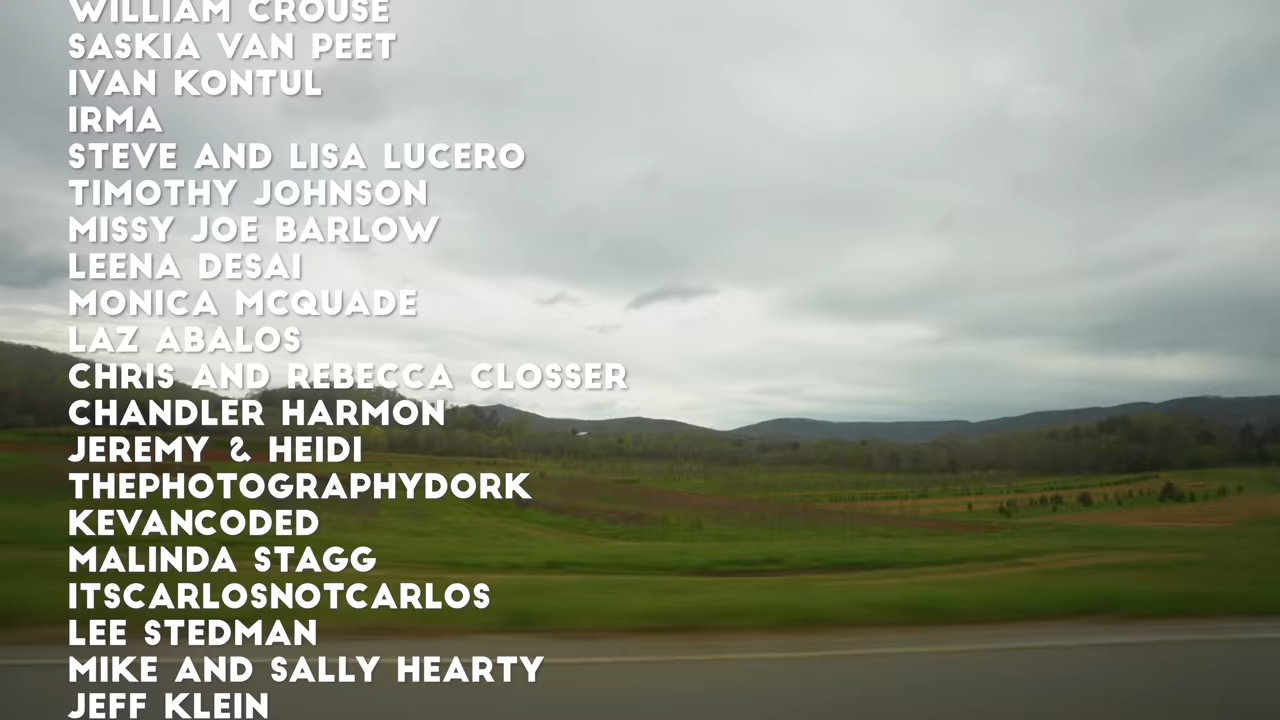 WILLIAM CROUSE
SASKIA VAN PEET
IVAN KONTUL
IRMA
STEVE AND LISA LUCERO
TIMOTHY JOHNSON
MISSY JOE BARLOW
LEENA DESAI
MONICA MCQUADE
LAZ ABALOS
CHRIS AND REBECCA CLOSSER
CHANDLER HARMON
JEREMY & HEIDI
THEPHOTOGRAPHYDORK
KEVANCODED
MALINDA STAGG
ITSCARLOSNOTCARLOS
LEE STEDMAN
MIKE AND SALLY HEARTY
JEFF KLEIN